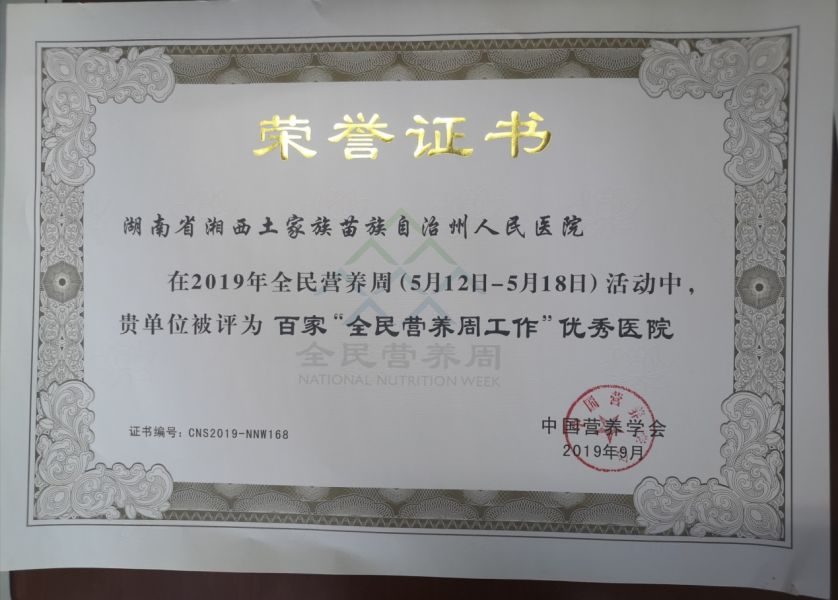 荣誉证书
湖南省湘西土家族苗族自治州人民医院
在2019年全民营养周(5月12日-5月18日)活动中,
贵单位被评为 百家“全民营养周工作”优秀医院
全民营养周
NATIONAL NUTRITION WEEK
证书编号: CNS2019-NNW168
中国营养学会
2019年9月